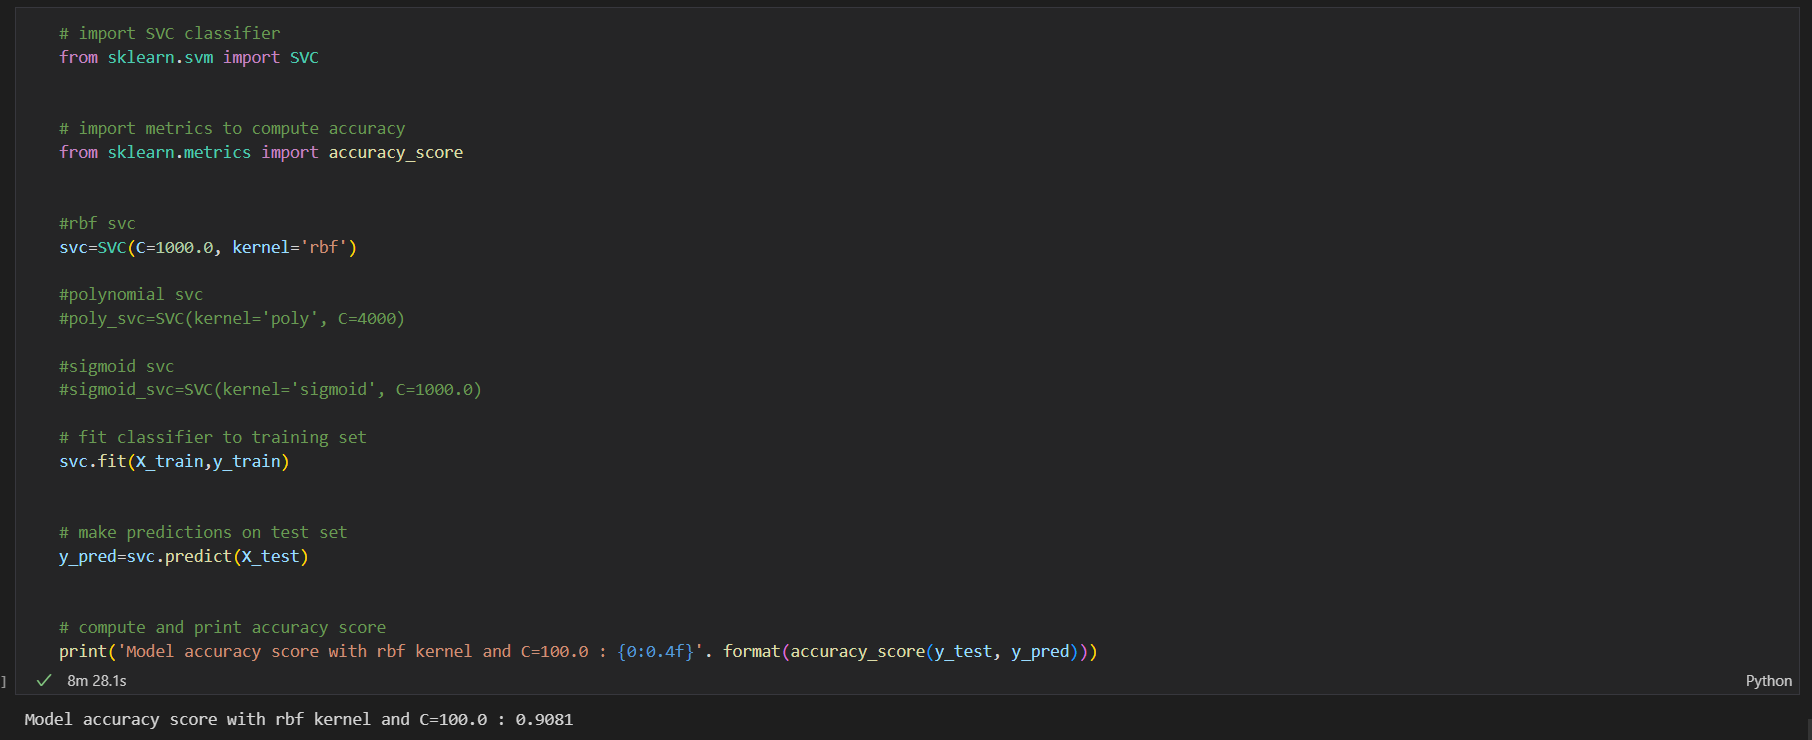 # import SVC classifier
from sklearn.svm import SVC
# import metrics to compute accuracy
from sklearn.metrics import accuracy_score
#rbf svc
svc=SVC(C=1000.0, kernel='rbf')
#polynomial svc
#poly_svc=SVC(kernel='poly', C=4000)
#sigmoid svc
#sigmoid_svc=SVC(kernel='sigmoid', C=1000.0)
# fit classifier to training set
svc.fit(X_train,y_train)
# make predictions on test set
y_pred=svc.predict(X_test)
# compute and print accuracy score
print('Model accuracy score with rbf kernel and C=100.0 : {0:0.4f}'. format(accuracy_score(y_test, y_pred)))
] ✓ 8m 28.1s Python
Model accuracy score with rbf kernel and C=100.0 : 0.9081